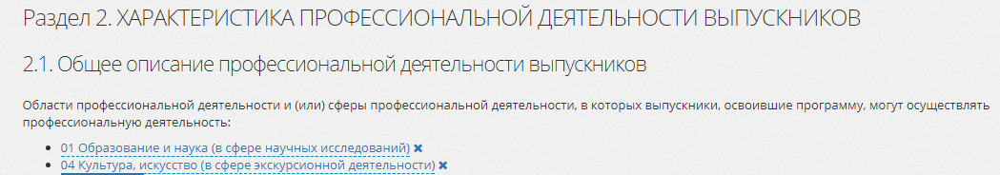 Раздел 2. ХАРАКТЕРИСТИКА ПРОФЕССИОНАЛЬНОЙ ДЕЯТЕЛЬНОСТИ ВЫПУСКНИКОВ
2.1. Общее описание профессиональной деятельности выпускников
Области профессиональной деятельности и (или) сферы профессиональной деятельности, в которых выпускники, освоившие программу, могут осуществлять
профессиональную деятельность:
• 01 Образование и наука (в сфере научных исследований) ✖
• 04 Культура, искусство (в сфере экскурсионной деятельности) ✖